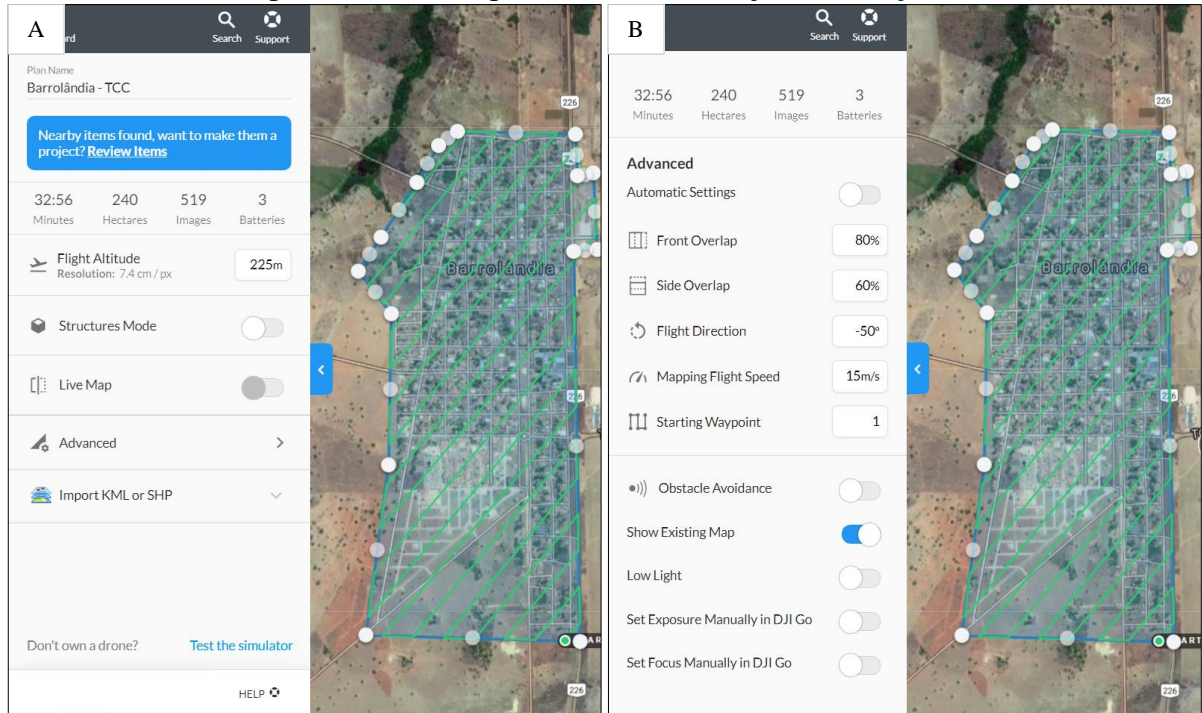 A
Search Support
Plan Name
Barrolândia - TCC
Nearby items found, want to make them a
project? Review Items
32:56 240 519 3
Minutes Hectares Images Batteries
Flight Altitude
Resolution: 7.4 cm / px
225m
Structures Mode
Live Map
Advanced
Import KML or SHP
Don't own a drone? Test the simulator
HELP
226
Barrolândia
226
B
Search Support
32:56 240 519 3
Minutes Hectares Images Batteries
Advanced
Automatic Settings
Front Overlap 80%
Side Overlap 60%
Flight Direction -50º
Mapping Flight Speed 15m/s
Starting Waypoint 1
Obstacle Avoidance
Show Existing Map
Low Light
Set Exposure Manually in DJI Go
Set Focus Manually in DJI Go
226
Barrolândia
226